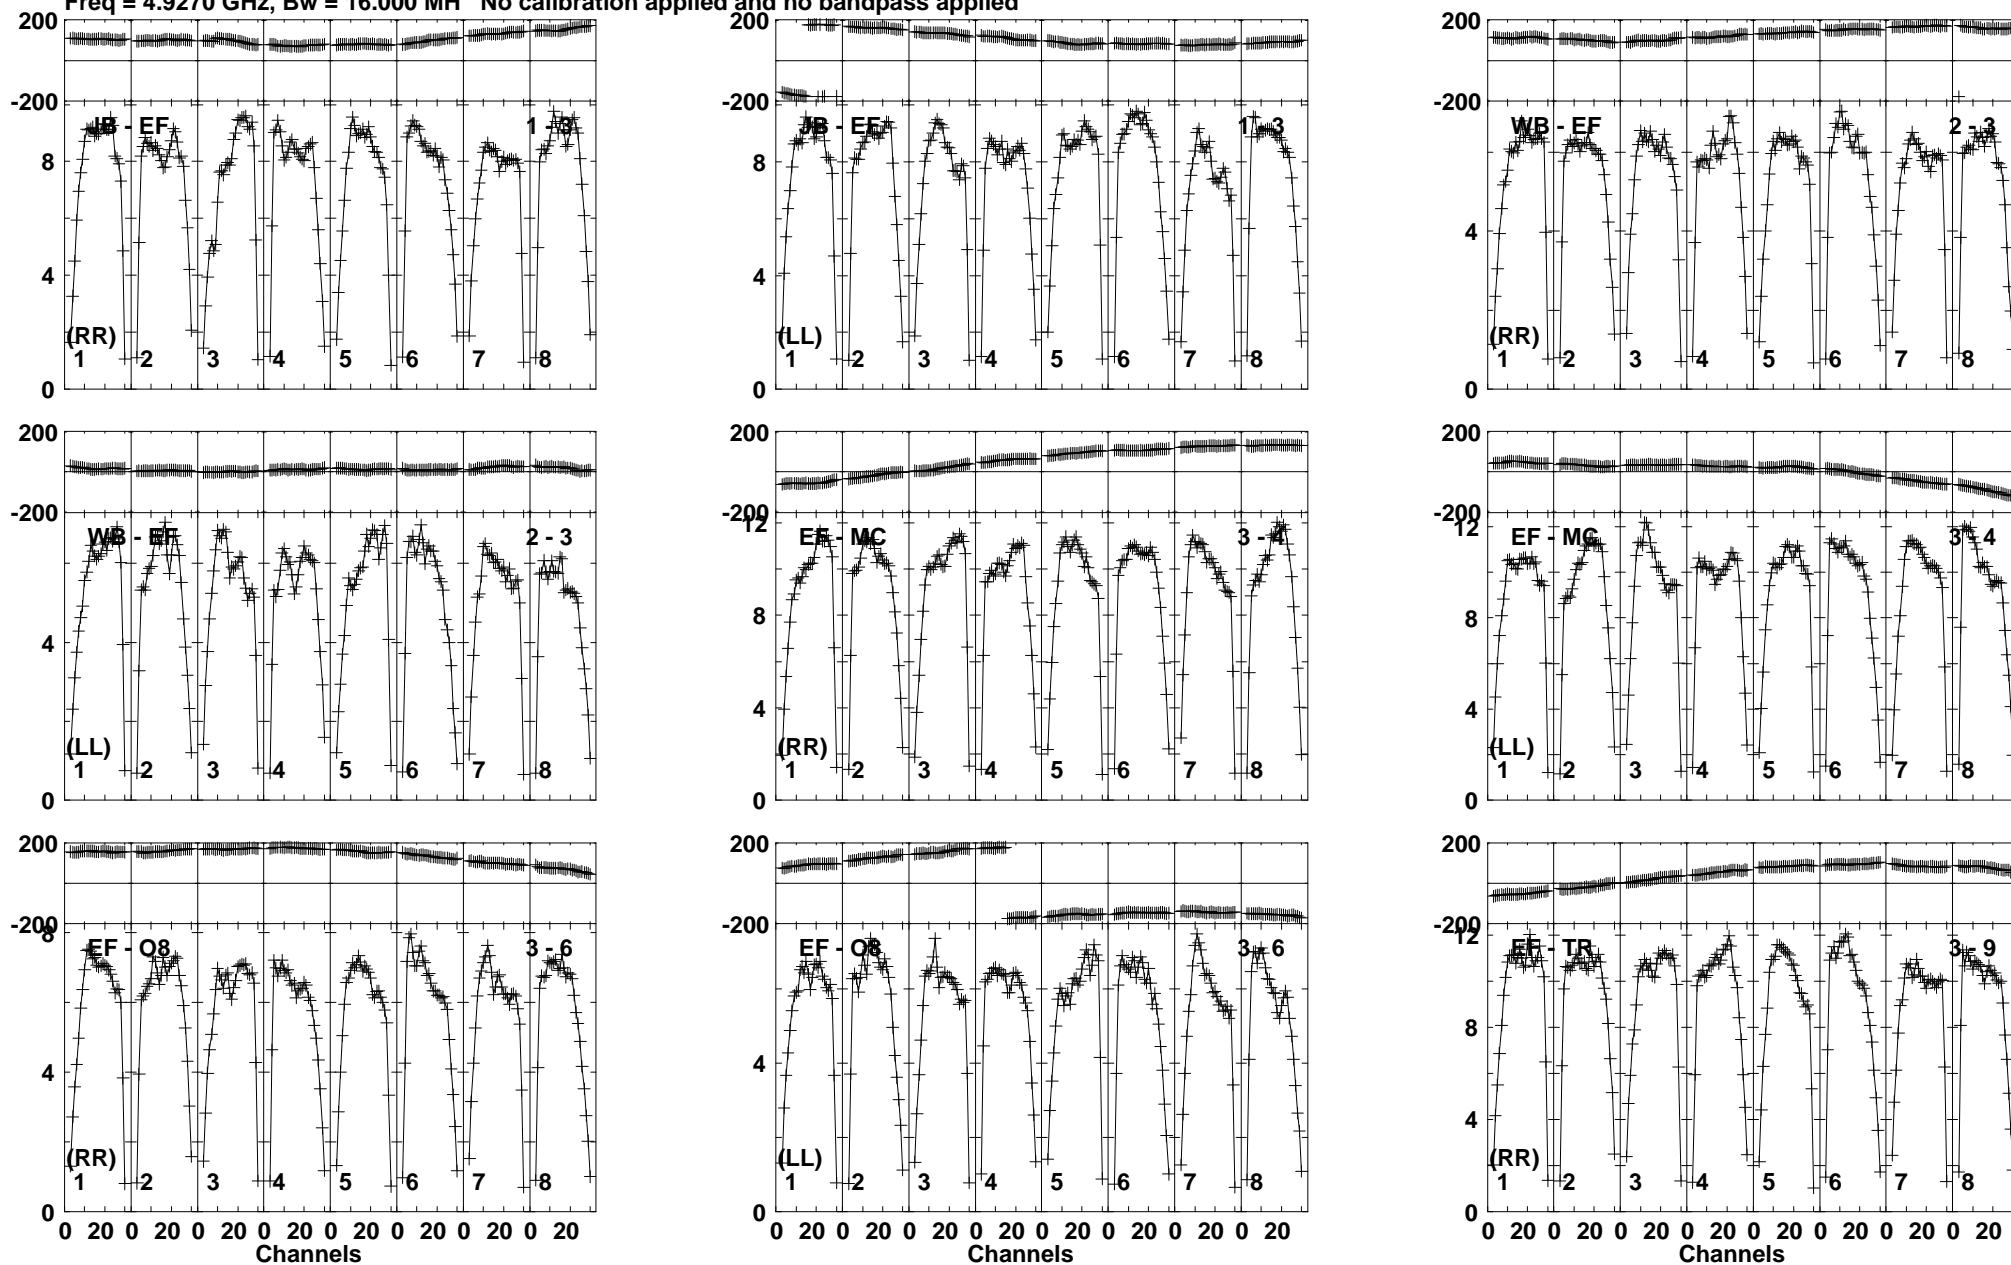 Freq = 4.9270 GHz, Bw = 16.000 MH No calibration applied and no bandpass applied
200 200 200
-200 -200 -200
JB - EF 1 - 3 JB - EF 1 - 3 WB - EF 2 - 3
8 8
4 4 4
(RR) (LL) (RR)
1 2 3 4 5 6 7 8 1 2 3 4 5 6 7 8 1 2 3 4 5 6 7 8
0 0 0
200 200 200
-200 -200 -200
12 12
WB - EF 2 - 3 EF - MC 3 - 4 EF - MC 3 - 4
8 8
4 4 4
(LL) (RR) (LL)
1 2 3 4 5 6 7 8 1 2 3 4 5 6 7 8 1 2 3 4 5 6 7 8
0 0 0
200 200 200
-200 -200 -200
8 12
EF - O8 3 - 6 EF - O8 3 - 6 EF - TR 3 - 9
8
4 4 4
(RR) (LL) (RR)
1 2 3 4 5 6 7 8 1 2 3 4 5 6 7 8 1 2 3 4 5 6 7 8
0 0 0
0 20 0 20 0 20 0 20 0 20 0 20 0 20 0 20 0 20 0 20 0 20 0 20 0 20 0 20 0 20 0 20 0 20 0 20 0 20 0 20 0 20 0 20 0 20 0 20
Channels Channels